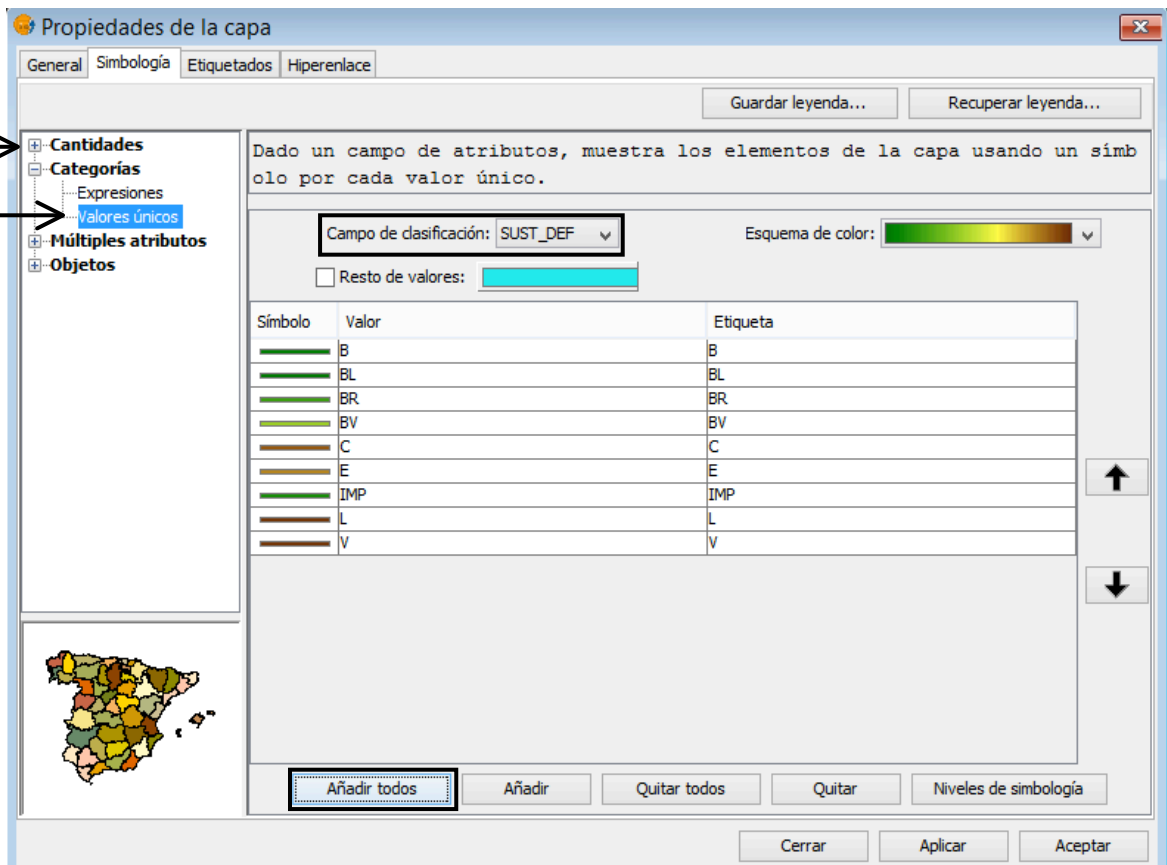 Propiedades de la capa
General Simbología Etiquetados Hiperenlace
Guardar leyenda... Recuperar leyenda...
Cantidades
Categorías
Expresiones
Valores únicos
Múltiples atributos
Objetos
Dado un campo de atributos, muestra los elementos de la capa usando un símb
olo por cada valor único.
Campo de clasificación: SUST_DEF Esquema de color:
Resto de valores:
Símbolo Valor Etiqueta
B B
BL BL
BR BR
BV BV
C C
E E
IMP IMP
L L
V V
Añadir todos Añadir Quitar todos Quitar Niveles de simbología
Cerrar Aplicar Aceptar